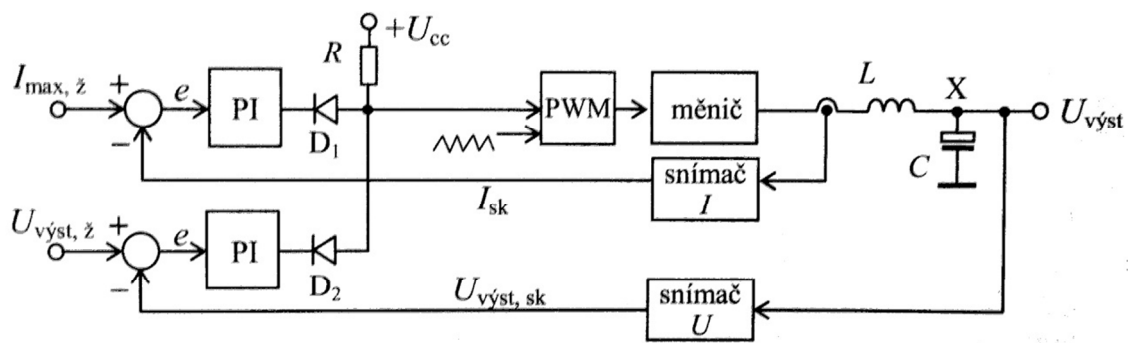 +U_cc
R
I_max, ž
+
e
PI
D_1
PWM
měnič
L
X
U_výst
−
C
snímač
I
I_sk
U_výst, ž
+
e
PI
D_2
−
U_výst, sk
snímač
U